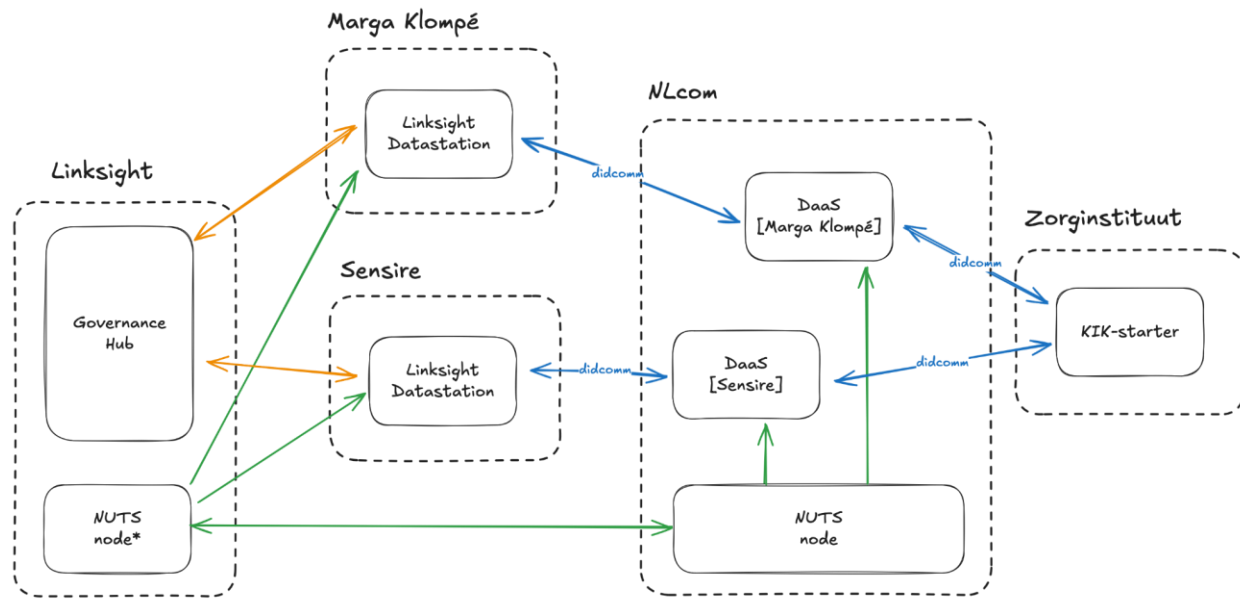 Marga Klompé
Linksight
Datastation
NLcom
Linksight
didcomm
DaaS
[Marga Klompé]
Zorginstituut
didcomm
Sensire
Governance
Hub
KIK-starter
Linksight
Datastation
didcomm
DaaS
[Sensire]
didcomm
NUTS
node*
NUTS
node